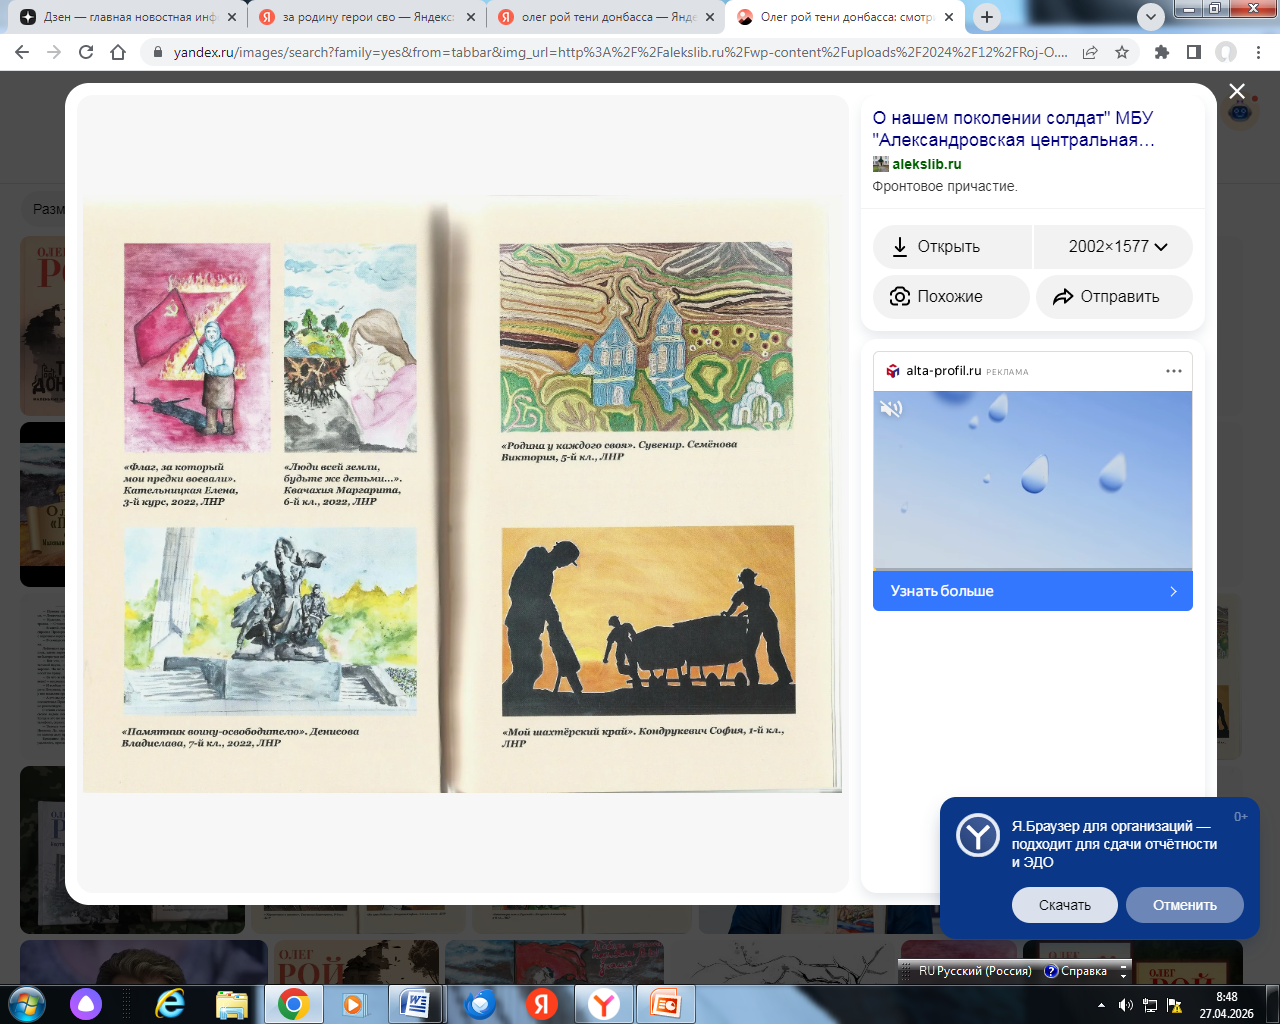 Дзен — главная новостная инф
за родину герои сво — Яндекс:
олег рой тени донбасса — Янде
Олег рой тени донбасса: смотр
yandex.ru/images/search?family=yes&from=tabbar&img_url=http%3A%2F%2Falekslib.ru%2Fwp-content%2Fuploads%2F2024%2F12%2FRoj-O....
О нашем поколении солдат" МБУ
"Александровская центральная...
alekslib.ru
Фронтовое причастие.
Разм
Открыть
2002×1577
Похожие
Отправить
alta-profil.ru РЕКЛАМА
Узнать больше
«Флаг, за который
мои предки воевали».
Кательницкая Елена,
3-й курс, 2022, ЛНР
«Люди всей земли,
будьте же детьми...».
Квачахия Маргарита,
6-й кл., 2022, ЛНР
«Родина у каждого своя». Сувенир. Семёнова
Виктория, 5-й кл., ЛНР
«Памятник воину-освободителю». Денисова
Владислава, 7-й кл., 2022, ЛНР
«Мой шахтёрский край». Кондрукевич София, 1-й кл.,
ЛНР
0+
Я.Браузер для организаций —
подходит для сдачи отчётности
и ЭДО
Скачать
Отменить
ОЛЕГ
РОЙ
RU Русский (Россия)
Справка
8:48
27.04.2026